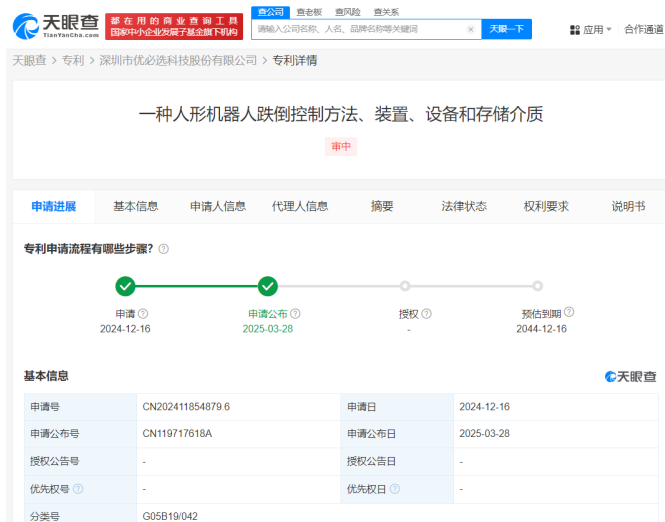 天眼查
TianYanCha.com
都在用的商业查询工具
国家中小企业发展子基金旗下机构
查公司 查老板 查风险 查关系
请输入公司名称、人名、品牌名称等关键词 × 天眼一下
应用 合作通道
天眼查 > 专利 > 深圳市优必选科技股份有限公司 > 专利详情
一种人形机器人跌倒控制方法、装置、设备和存储介质
审中
申请进展 基本信息 申请人信息 代理人信息 摘要 法律状态 权利要求 说明书
专利申请流程有哪些步骤? ?
申请 ? 申请公布 ? 授权 ? 预估到期 ?
2024-12-16 2025-03-28 - 2044-12-16
基本信息 天眼查
申请号 CN202411854879.6 申请日 2024-12-16
申请公布号 CN119717618A 申请公布日 2025-03-28
授权公告号 - 授权公告日 -
优先权号 ? - 优先权日 ? -
分类号 G05B19/042